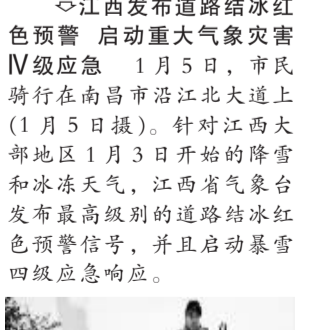 ⇩江西发布道路结冰红
色预警 启动重大气象灾害
Ⅳ级应急 1月5日，市民
骑行在南昌市沿江北大道上
(1月5日摄)。针对江西大
部地区1月3日开始的降雪
和冰冻天气，江西省气象台
发布最高级别的道路结冰红
色预警信号，并且启动暴雪
四级应急响应。